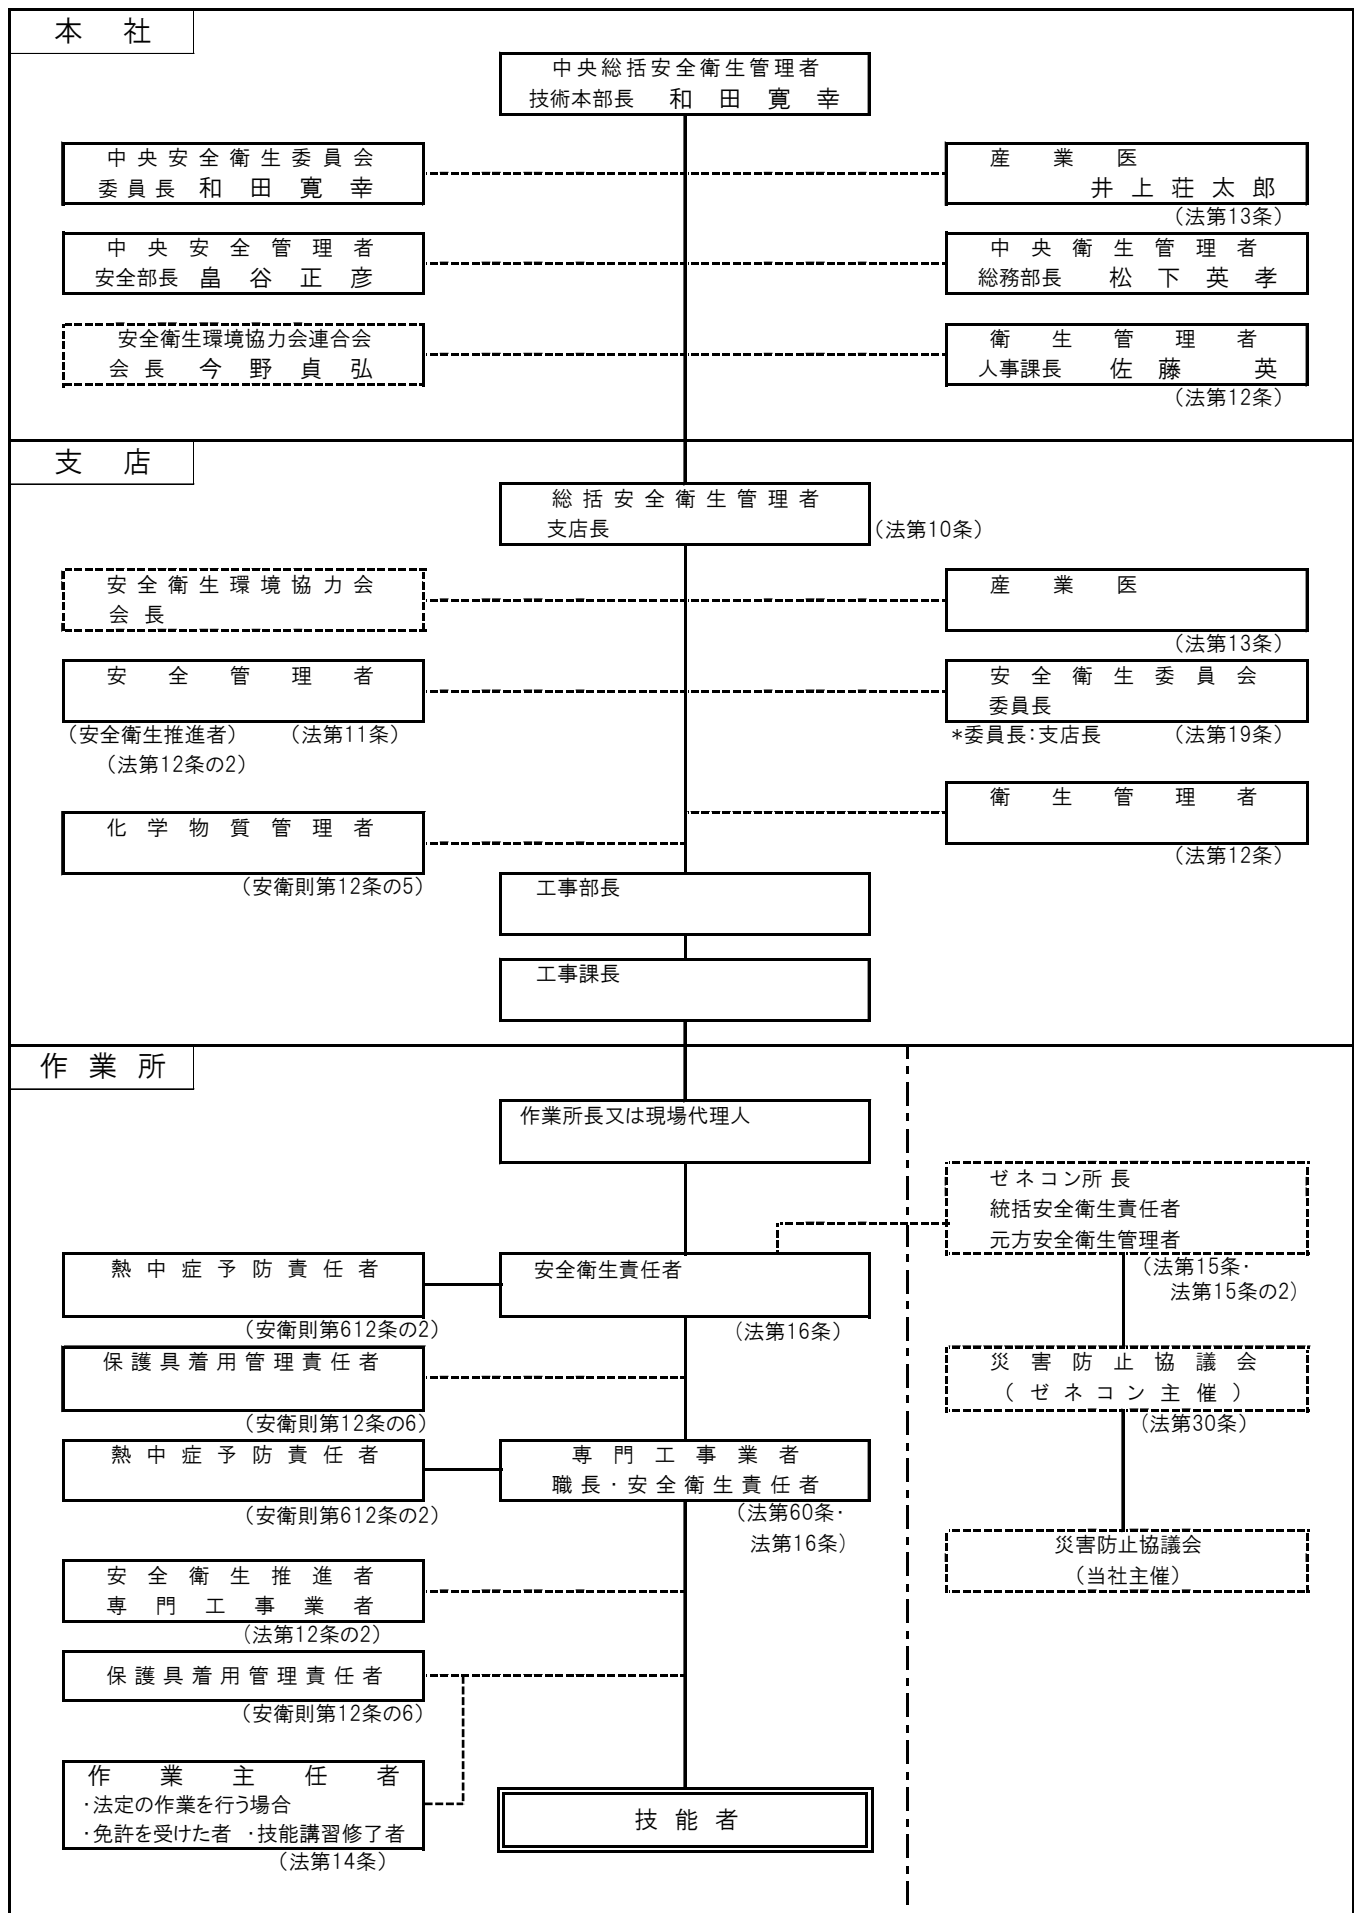 本 社
中央総括安全衛生管理者
技術本部長 和 田 寛 幸
中央安全衛生委員会
委員長 和 田 寛 幸
産 業 医
井 上 荘 太 郎
(法第13条)
中 央 安 全 管 理 者
安全部長 畠 谷 正 彦
中 央 衛 生 管 理 者
総務部長 松 下 英 孝
安全衛生環境協力会連合会
会 長 今 野 貞 弘
衛 生 管 理 者
人事課長 佐 藤 英
(法第12条)
支 店
総括安全衛生管理者
支店長
(法第10条)
安全衛生環境協力会
会 長
産 業 医
(法第13条)
安 全 管 理 者
(安全衛生推進者) (法第11条)
(法第12条の2)
安 全 衛 生 委 員 会
委員長
*委員長:支店長 (法第19条)
衛 生 管 理 者
(法第12条)
化 学 物 質 管 理 者
(安衛則第12条の5)
工事部長
工事課長
作 業 所
作業所長又は現場代理人
ゼネコン所長
統括安全衛生責任者
元方安全衛生管理者
(法第15条・
法第15条の2)
熱中症予防責任者
(安衛則第612条の2)
安全衛生責任者
(法第16条)
保護具着用管理責任者
(安衛則第12条の6)
災 害 防 止 協 議 会
(ゼネコン主催)
(法第30条)
熱中症予防責任者
(安衛則第612条の2)
専 門 工 事 業 者
職長・安全衛生責任者
(法第60条・
法第16条)
災害防止協議会
(当社主催)
安 全 衛 生 推 進 者
専 門 工 事 業 者
(法第12条の2)
保護具着用管理責任者
(安衛則第12条の6)
作 業 主 任 者
・法定の作業を行う場合
・免許を受けた者 ・技能講習修了者
(法第14条)
技 能 者